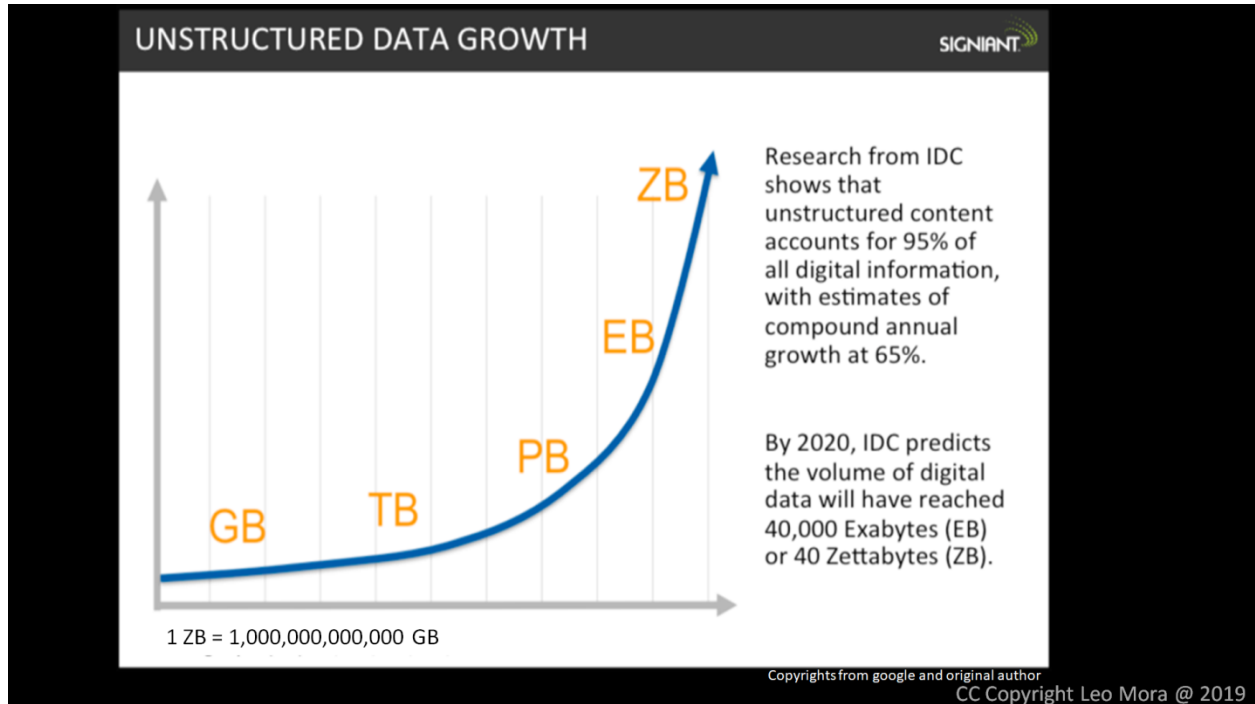 UNSTRUCTURED DATA GROWTH
SIGNIANT
ZB
EB
PB
TB
GB
Research from IDC
shows that
unstructured content
accounts for 95% of
all digital information,
with estimates of
compound annual
growth at 65%.
By 2020, IDC predicts
the volume of digital
data will have reached
40,000 Exabytes (EB)
or 40 Zettabytes (ZB).
1 ZB = 1,000,000,000,000 GB
Copyrights from google and original author
CC Copyright Leo Mora @ 2019